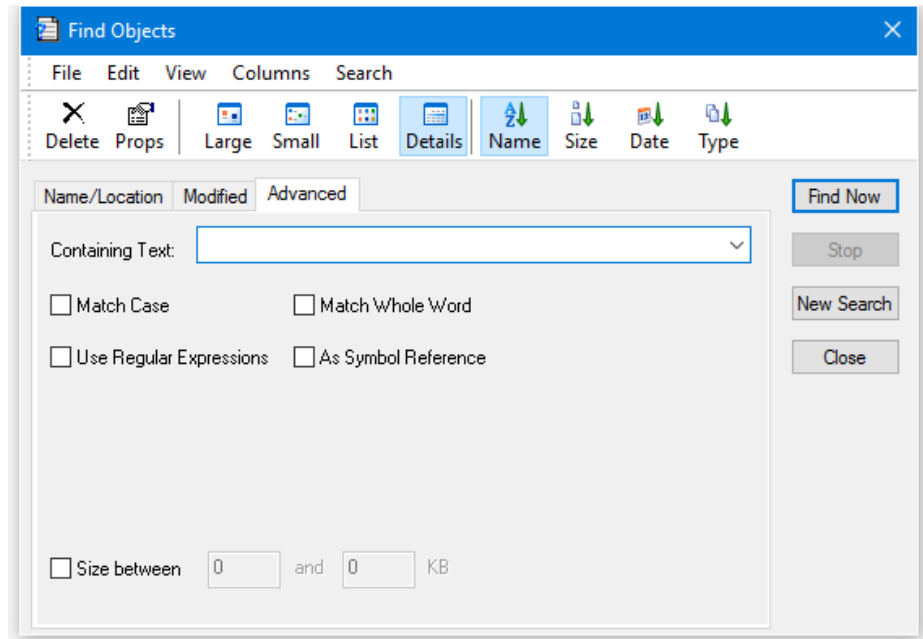 Find Objects
File Edit View Columns Search
Delete Props Large Small List Details Name Size Date Type
Name/Location Modified Advanced
Find Now
Containing Text:
Stop
Match Case Match Whole Word
New Search
Use Regular Expressions As Symbol Reference
Close
Size between 0 and 0 KB